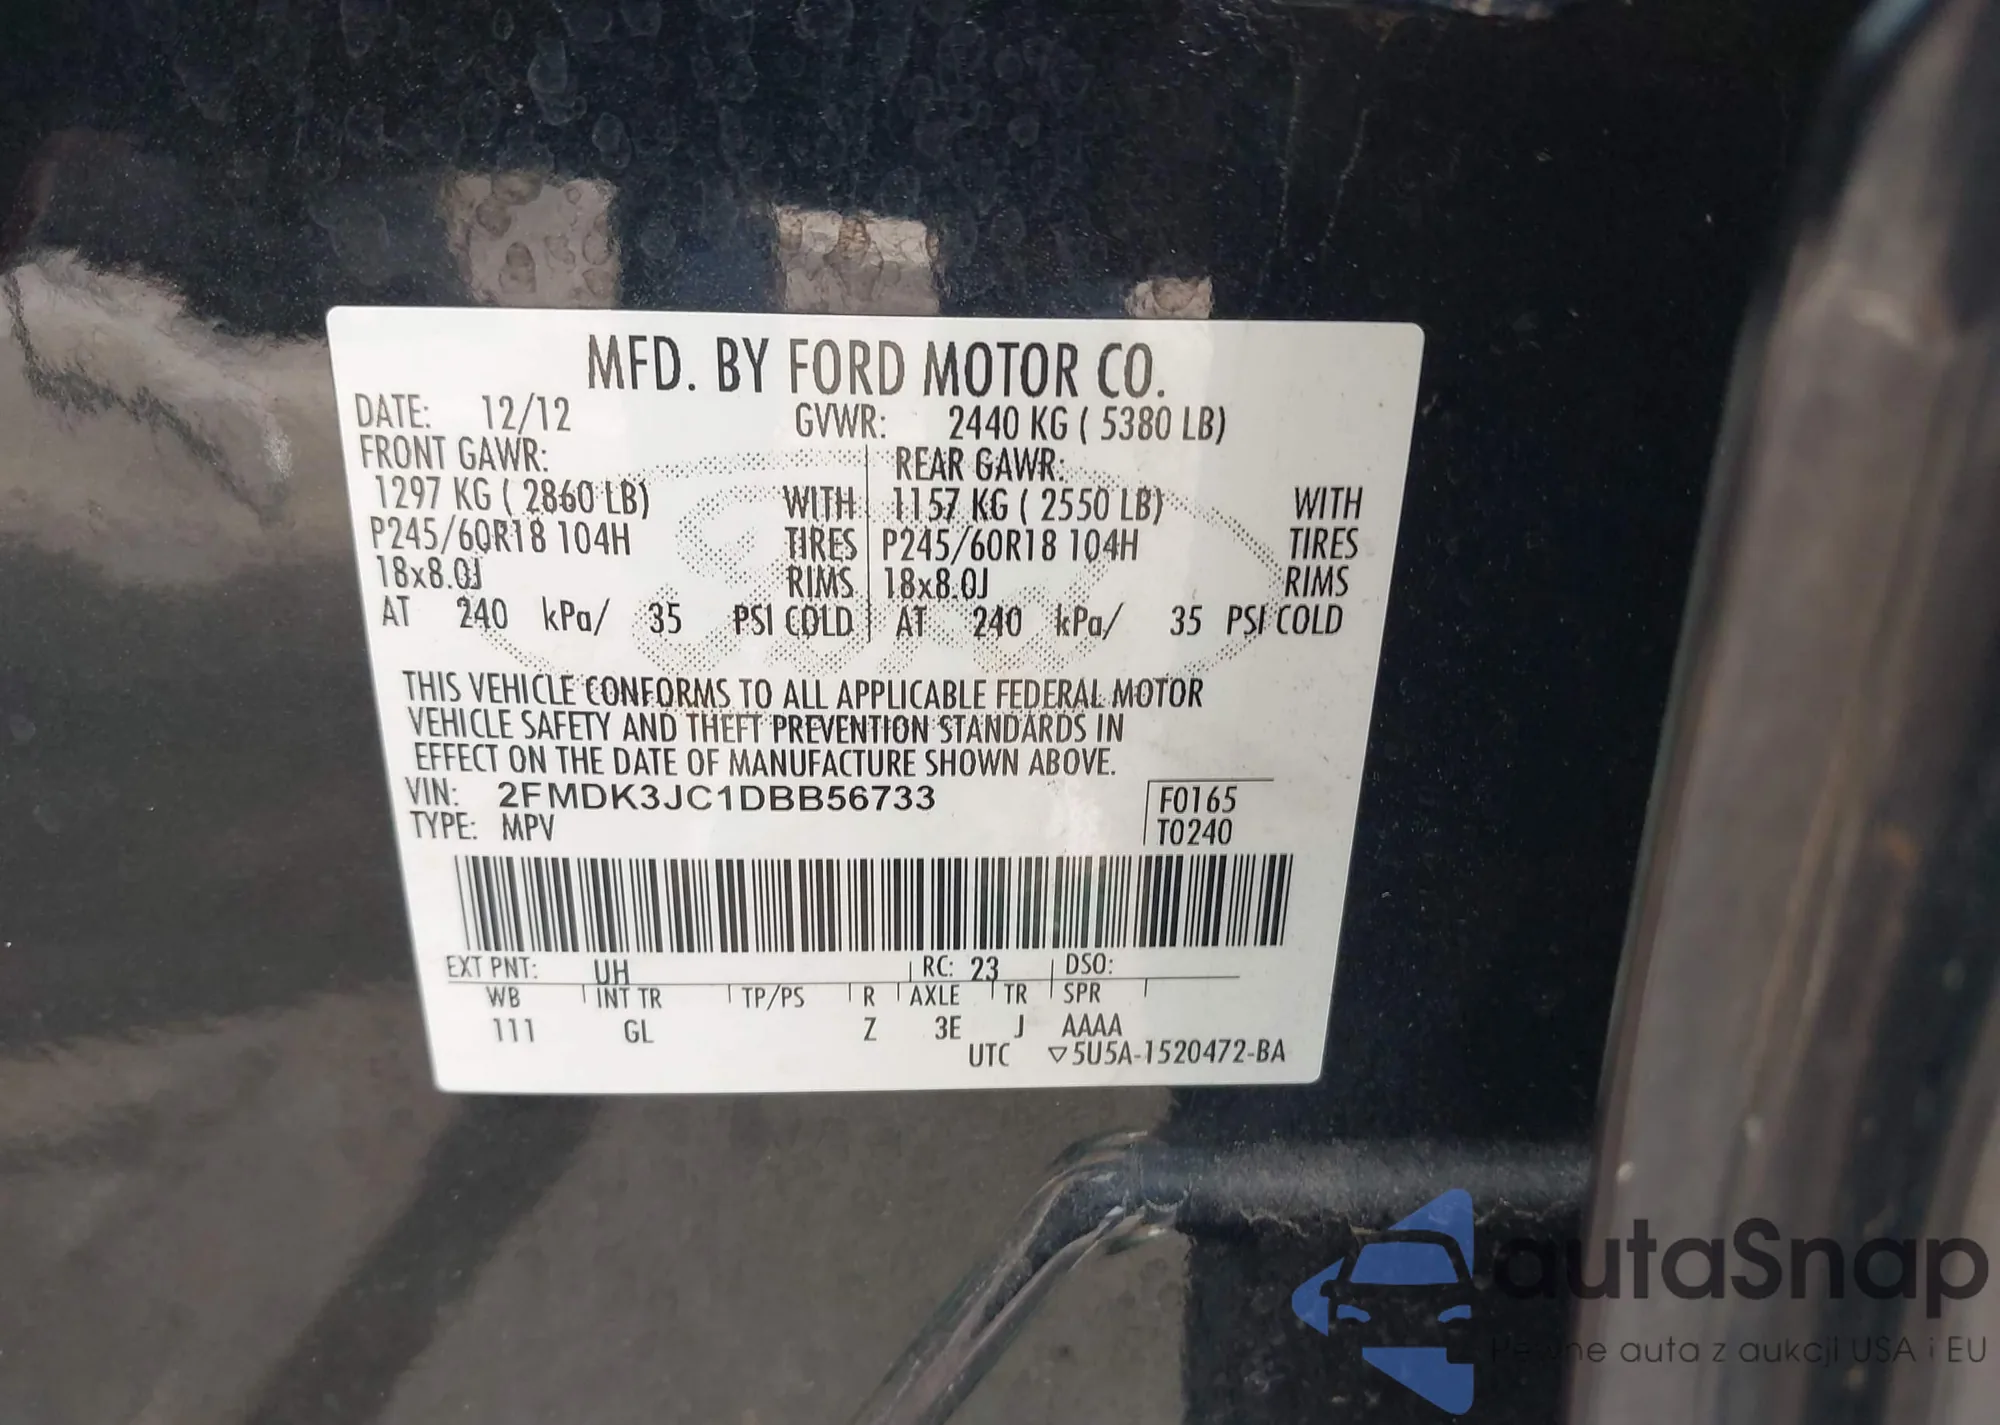 MFD. BY FORD MOTOR CO.
DATE: 12/12 GVWR: 2440 KG ( 5380 LB)
FRONT GAWR: REAR GAWR:
1297 KG ( 2860 LB) WITH 1157 KG ( 2550 LB) WITH
P245/60R18 104H TIRES P245/60R18 104H TIRES
18x8.0J RIMS 18x8.0J RIMS
AT 240 kPa/ 35 PSI COLD AT 240 kPa/ 35 PSI COLD
THIS VEHICLE CONFORMS TO ALL APPLICABLE FEDERAL MOTOR
VEHICLE SAFETY AND THEFT PREVENTION STANDARDS IN
EFFECT ON THE DATE OF MANUFACTURE SHOWN ABOVE.
VIN: 2FMDK3JC1DBB56733 F0165
TYPE: MPV T0240
EXT PNT: UH RC: 23 DSO:
WB INT TR TP/PS R AXLE TR SPR
111 GL Z 3E J AAAA
UTC ▽5U5A-1520472-BA
autaSnap
Pewne auta z aukcji USA i EU